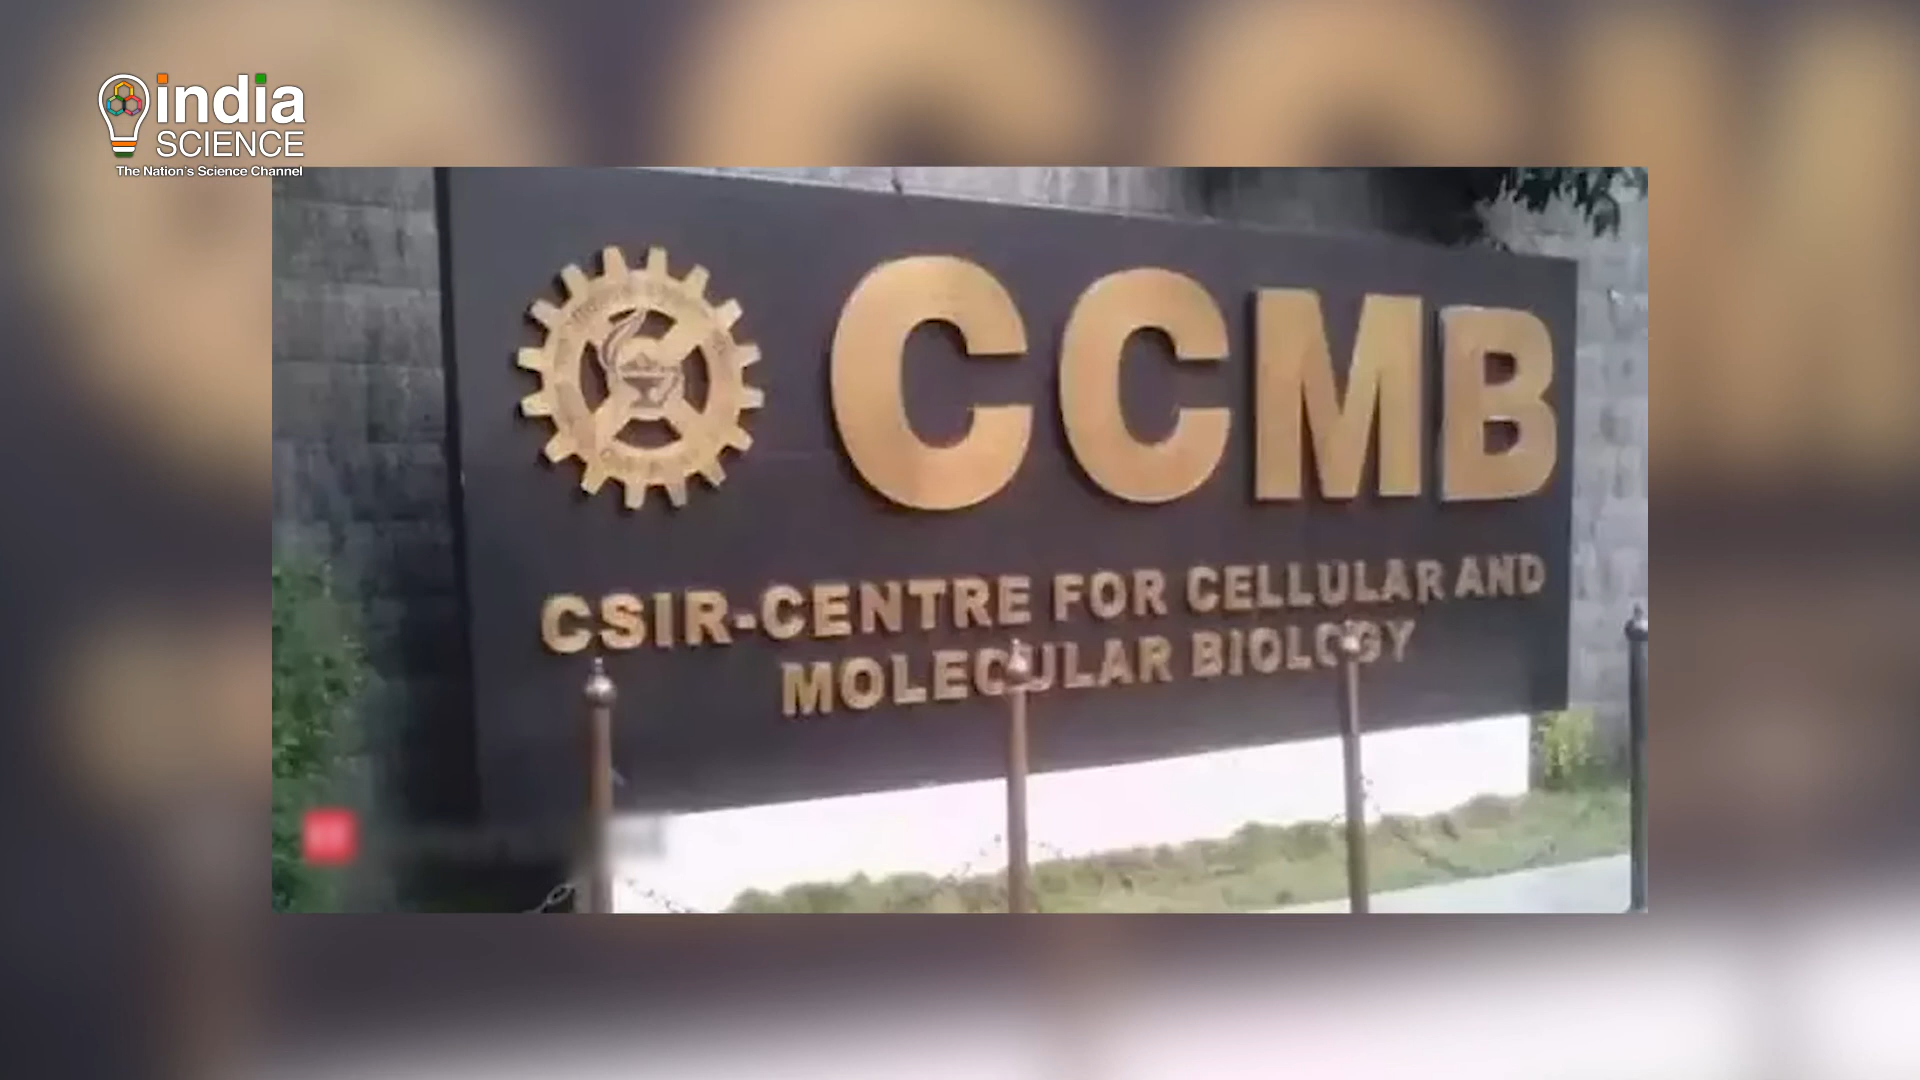 india
SCIENCE
The Nation's Science Channel
CCMB
CSIR-CENTRE FOR CELLULAR AND
MOLECULAR BIOLOGY